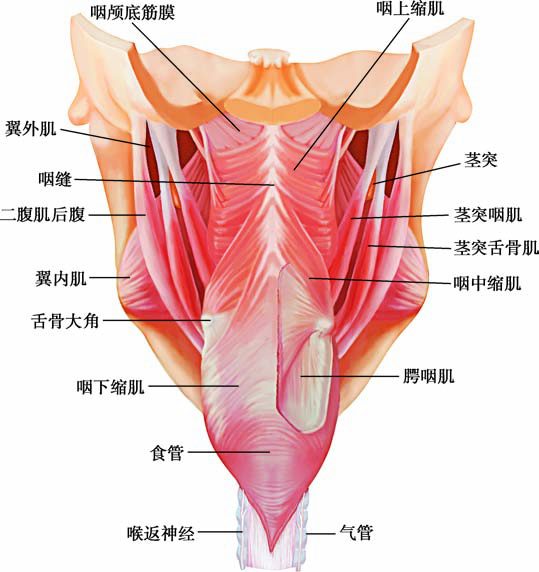 咽颅底筋膜
咽上缩肌
翼外肌
茎突
咽缝
二腹肌后腹
茎突咽肌
茎突舌骨肌
翼内肌
咽中缩肌
舌骨大角
咽下缩肌
腭咽肌
食管
喉返神经
气管